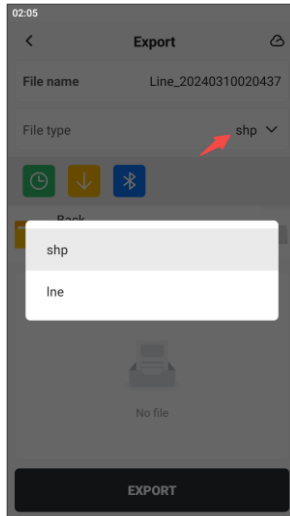 02:05
Export
File name Line_20240310020437
File type shp
Back
shp
lne
No file
EXPORT